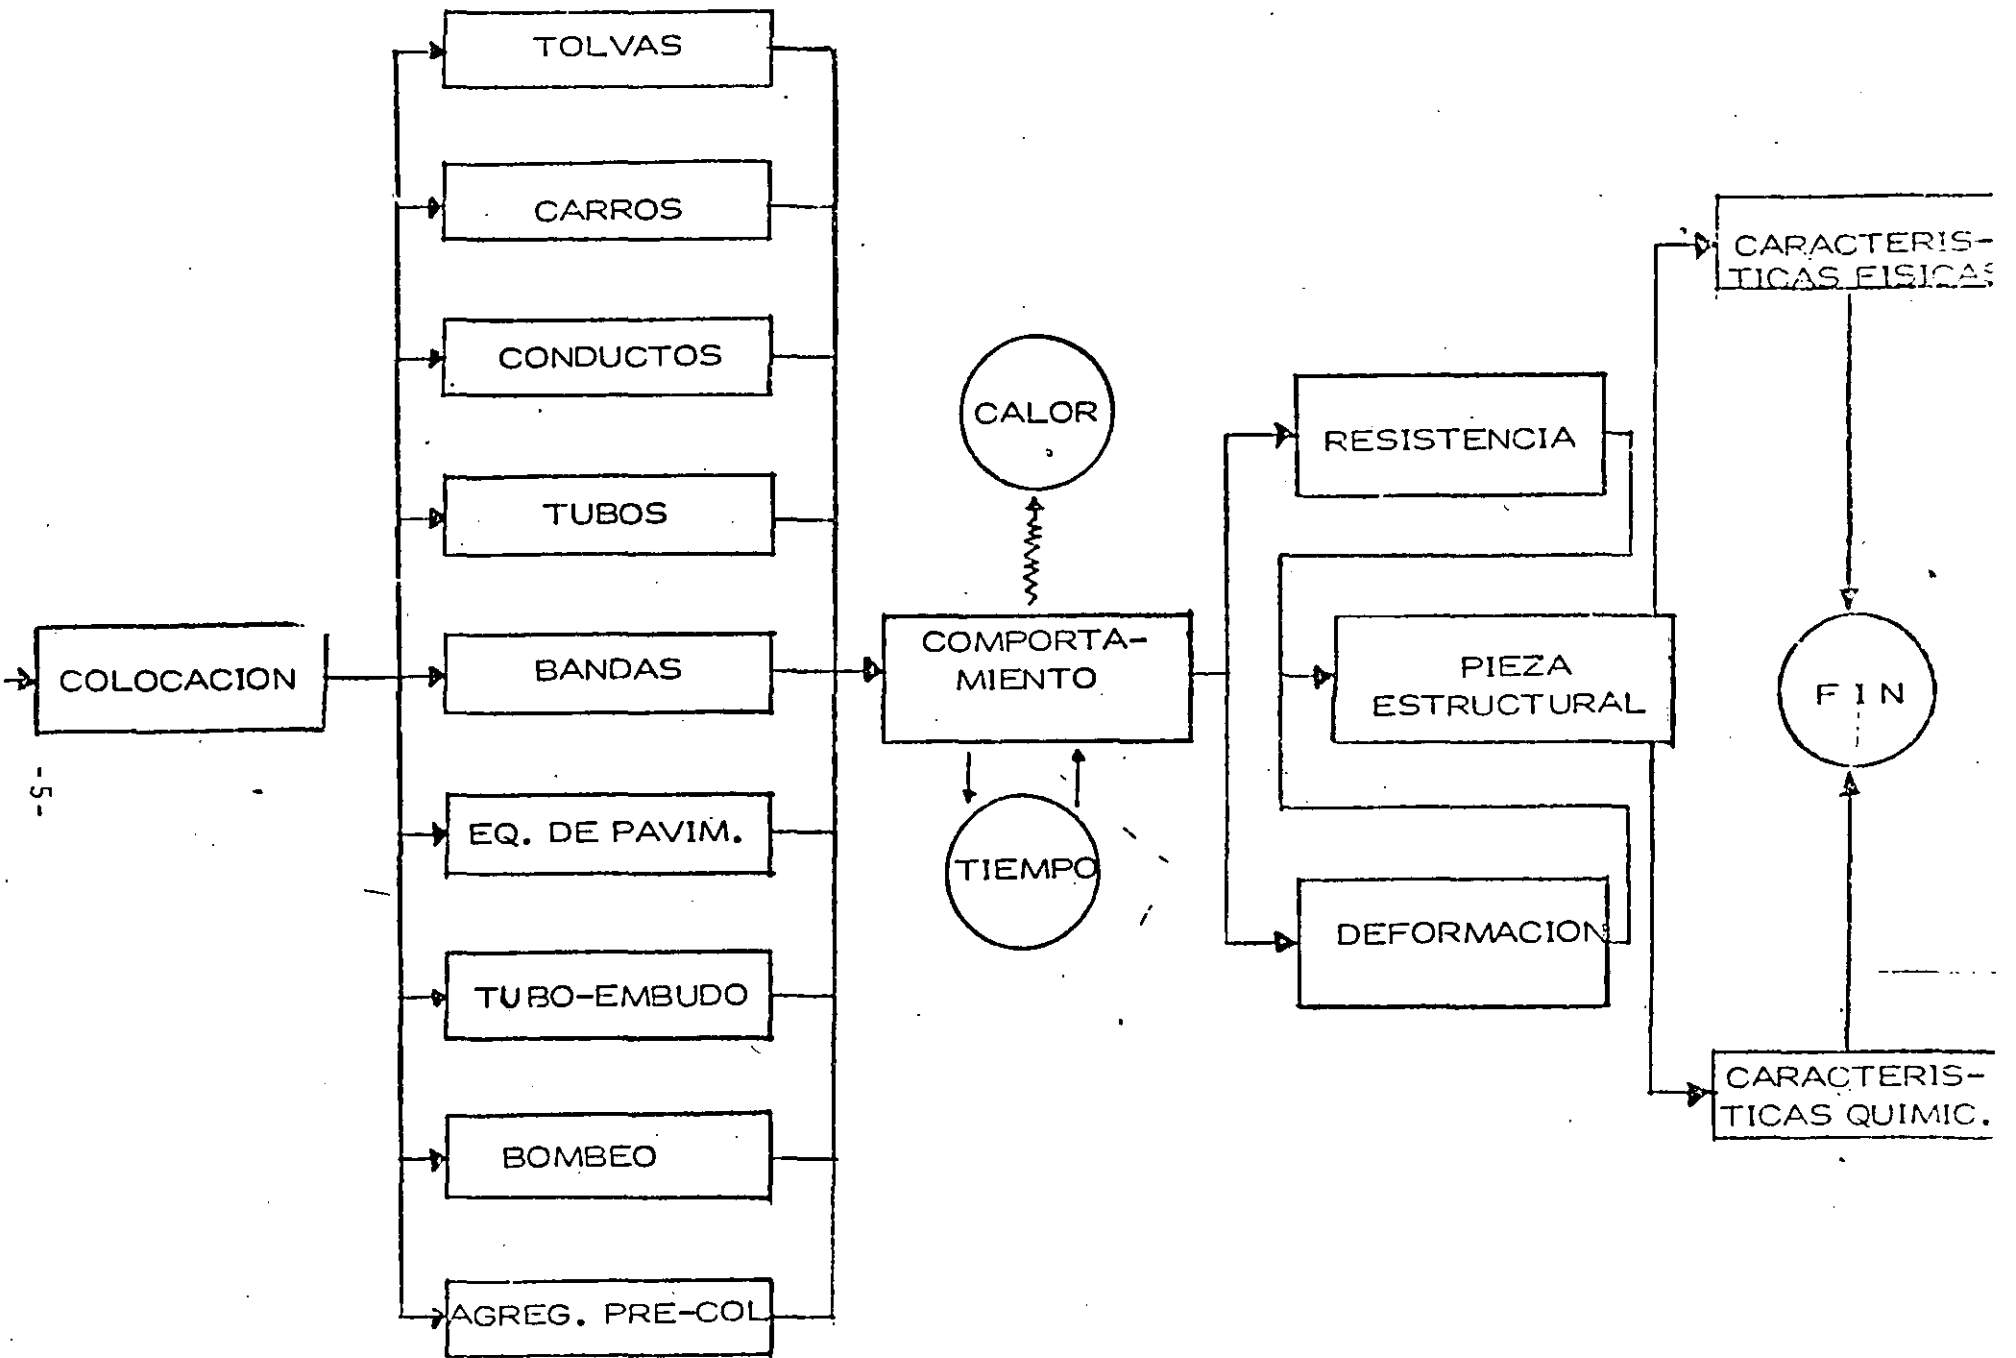 TOLVAS
CARROS
CONDUCTOS
TUBOS
COLOCACION
BANDAS
EQ. DE PAVIM.
TUBO-EMBUDO
BOMBEO
AGREG. PRE-COL
CALOR
COMPORTA-
MIENTO
TIEMPO
RESISTENCIA
PIEZA
ESTRUCTURAL
DEFORMACION
CARACTERIS-
TICAS FISICAS
FIN
CARACTERIS-
TICAS QUIMIC.
-5-